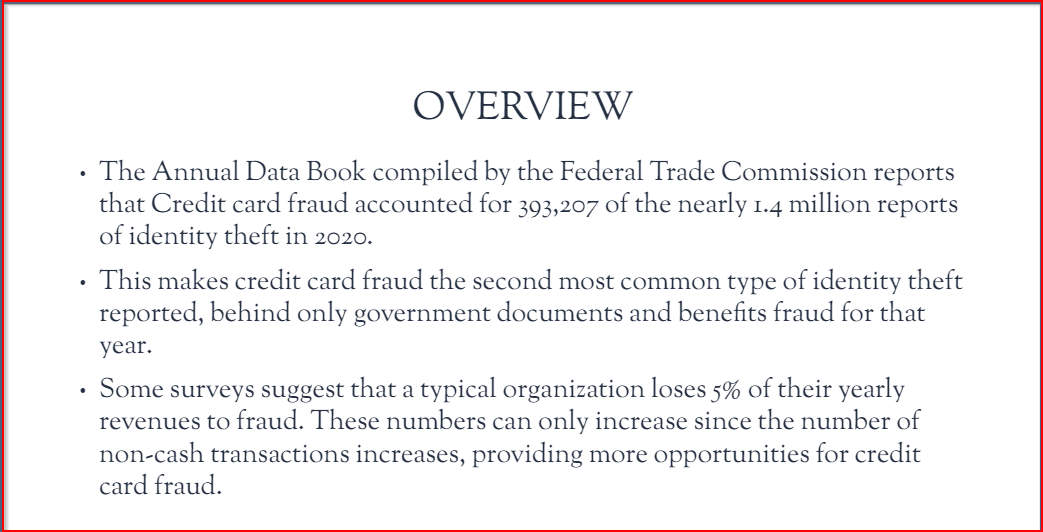 OVERVIEW
• The Annual Data Book compiled by the Federal Trade Commission reports
that Credit card fraud accounted for 393,207 of the nearly 1.4 million reports
of identity theft in 2020.
• This makes credit card fraud the second most common type of identity theft
reported, behind only government documents and benefits fraud for that
year.
• Some surveys suggest that a typical organization loses 5% of their yearly
revenues to fraud. These numbers can only increase since the number of
non-cash transactions increases, providing more opportunities for credit
card fraud.